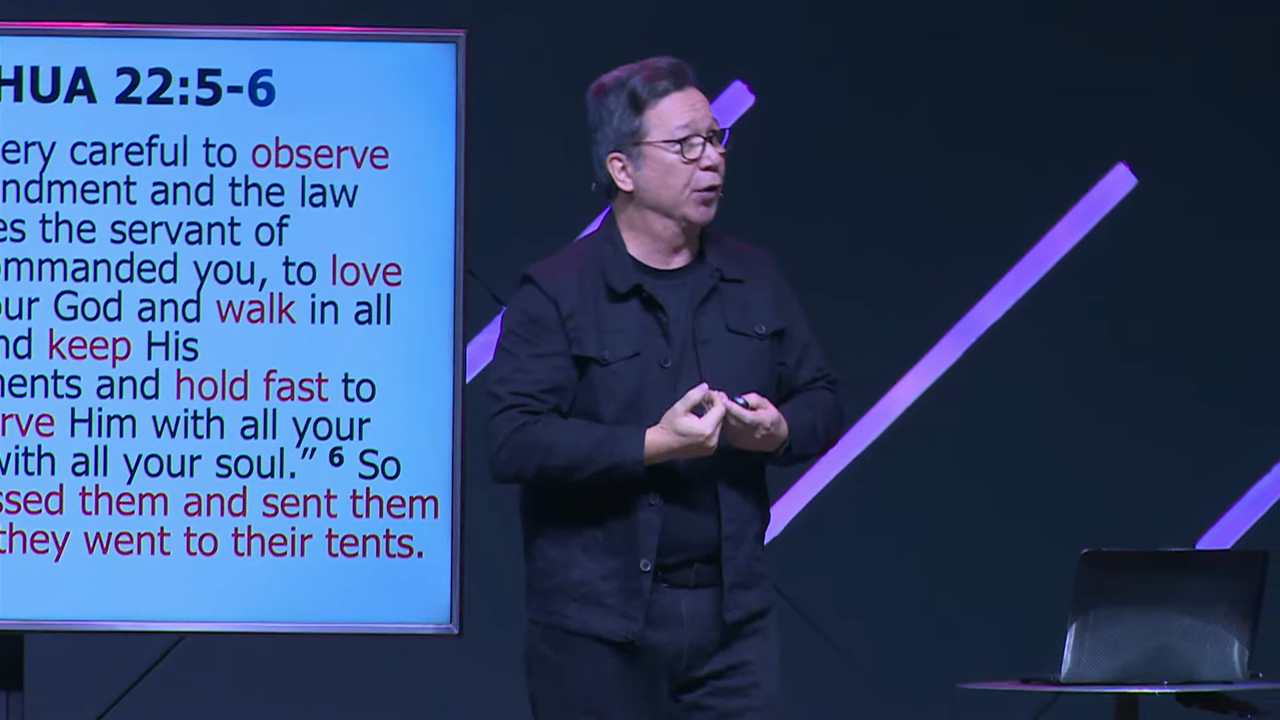 HUA 22:5-6
ery careful to observe
ndment and the law
es the servant of
ommanded you, to love
our God and walk in all
nd keep His
ents and hold fast to
rve Him with all your
with all your soul.” 6 So
ssed them and sent them
they went to their tents.